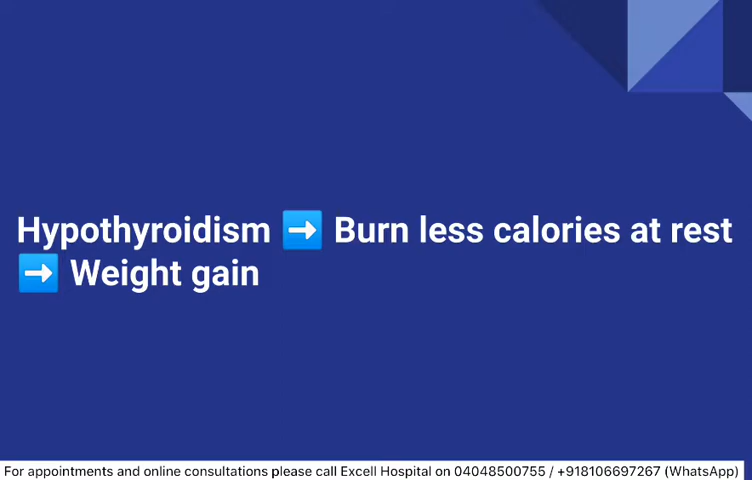 Hypothyroidism ➡️ Burn less calories at rest
➡️ Weight gain
For appointments and online consultations please call Excell Hospital on 04048500755 / +918106697267 (WhatsApp)